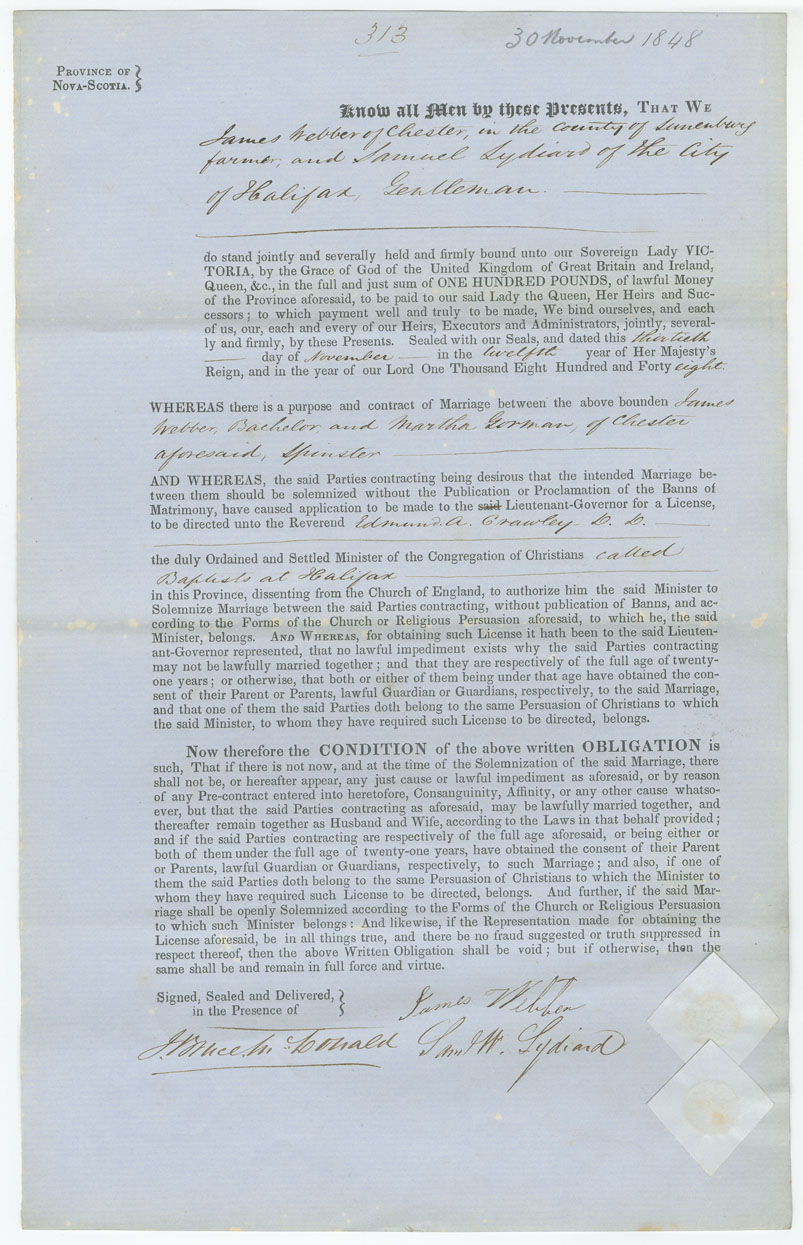 313
30 November 1848
PROVINCE OF
NOVA-SCOTIA.
Know all Men by these Presents, THAT WE
James Webber of Chester, in the county of Lunenburg
farmer, and Samuel Lydiard of the City
of Halifax, Gentleman.
do stand jointly and severally held and firmly bound unto our Sovereign Lady VIC-
TORIA, by the Grace of God of the United Kingdom of Great Britain and Ireland,
Queen, &c., in the full and just sum of ONE HUNDRED POUNDS, of lawful Money
of the Province aforesaid, to be paid to our said Lady the Queen, Her Heirs and Suc-
cessors; to which payment well and truly to be made, We bind ourselves, and each
of us, our, each and every of our Heirs, Executors and Administrators, jointly, several-
ly and firmly, by these Presents. Sealed with our Seals, and dated this thirtieth
day of November in the twelfth year of Her Majesty's
Reign, and in the year of our Lord One Thousand Eight Hundred and Forty eight.
WHEREAS there is a purpose and contract of Marriage between the above bounden James
Webber, Bachelor, and Martha Gorman, of Chester
aforesaid, Spinster
AND WHEREAS, the said Parties contracting being desirous that the intended Marriage be-
tween them should be solemnized without the Publication or Proclamation of the Banns of
Matrimony, have caused application to be made to the said Lieutenant-Governor for a License,
to be directed unto the Reverend Edmund A. Crawley D. D.
the duly Ordained and Settled Minister of the Congregation of Christians called
Baptists at Halifax
in this Province, dissenting from the Church of England, to authorize him the said Minister to
Solemnize Marriage between the said Parties contracting, without publication of Banns, and ac-
cording to the Forms of the Church or Religious Persuasion aforesaid, to which he, the said
Minister, belongs. AND WHEREAS, for obtaining such License it hath been to the said Lieuten-
ant-Governor represented, that no lawful impediment exists why the said Parties contracting
may not be lawfully married together; and that they are respectively of the full age of twenty-
one years; or otherwise, that both or either of them being under that age have obtained the con-
sent of their Parent or Parents, lawful Guardian or Guardians, respectively, to the said Marriage,
and that one of them the said Parties doth belong to the same Persuasion of Christians to which
the said Minister, to whom they have required such License to be directed, belongs.
Now therefore the CONDITION of the above written OBLIGATION is
such, That if there is not now, and at the time of the Solemnization of the said Marriage, there
shall not be, or hereafter appear, any just cause or lawful impediment as aforesaid, or by reason
of any Pre-contract entered into heretofore, Consanguinity, Affinity, or any other cause whatso-
ever, but that the said Parties contracting as aforesaid, may be lawfully married together, and
thereafter remain together as Husband and Wife, according to the Laws in that behalf provided;
and if the said Parties contracting are respectively of the full age aforesaid, or being either or
both of them under the full age of twenty-one years, have obtained the consent of their Parent
or Parents, lawful Guardian or Guardians, respectively, to such Marriage; and also, if one of
them the said Parties doth belong to the same Persuasion of Christians to which the Minister to
whom they have required such License to be directed, belongs. And further, if the said Mar-
riage shall be openly Solemnized according to the Forms of the Church or Religious Persuasion
to which such Minister belongs: And likewise, if the Representation made for obtaining the
License aforesaid, be in all things true, and there be no fraud suggested or truth suppressed in
respect thereof, then the above Written Obligation shall be void; but if otherwise, then the
same shall be and remain in full force and virtue.
Signed, Sealed and Delivered,
in the Presence of
James Webber
J. Bruce McDonald Saml W. Lydiard